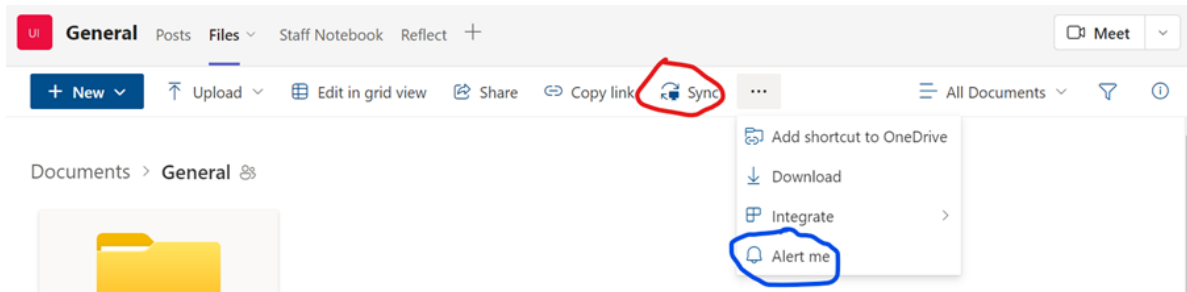 UI General Posts Files Staff Notebook Reflect Meet
+ New Upload Edit in grid view Share Copy link Sync ... All Documents
Add shortcut to OneDrive
Documents > General
Download
Integrate
Alert me